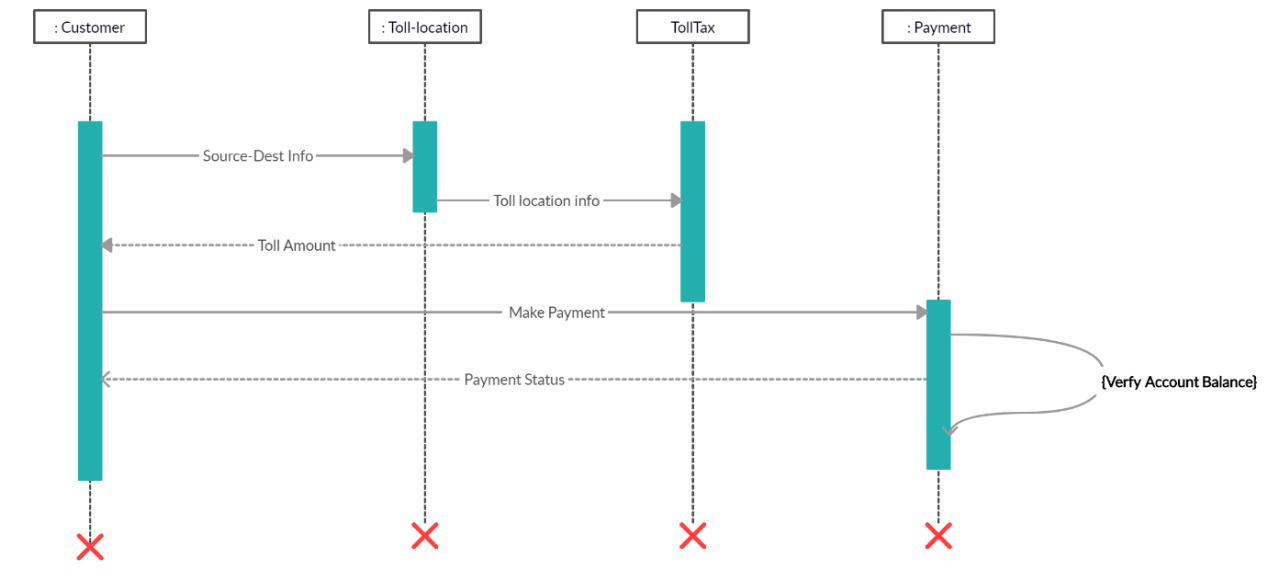 : Customer
: Toll-location
TollTax
: Payment
Source-Dest Info
Toll location info
Toll Amount
Make Payment
Payment Status
{Verfy Account Balance}